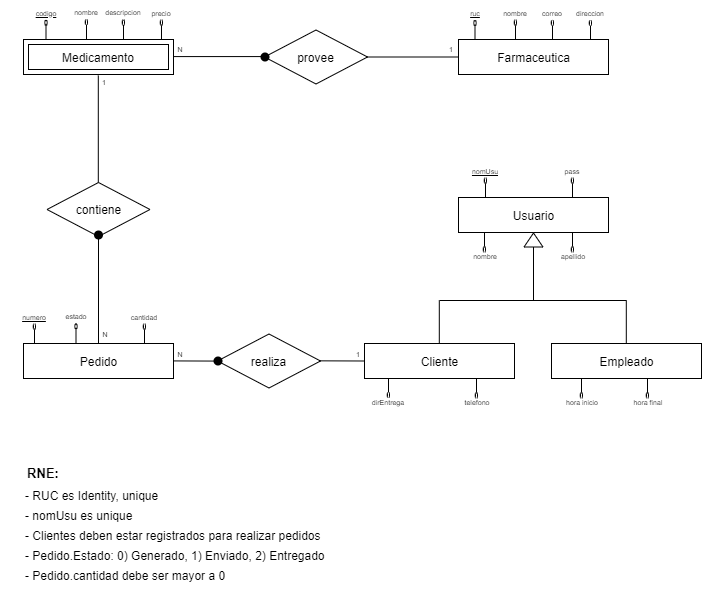 codigo nombre descripcion precio
ruc nombre correo direccion
Medicamento
N
provee
1
Farmaceutica
1
nomUsu pass
contiene
Usuario
nombre apellido
numero estado cantidad
N
Pedido
N
realiza
1
Cliente
Empleado
dirEntrega telefono
hora inicio hora final
RNE:
- RUC es Identity, unique
- nomUsu es unique
- Clientes deben estar registrados para realizar pedidos
- Pedido.Estado: 0) Generado, 1) Enviado, 2) Entregado
- Pedido.cantidad debe ser mayor a 0